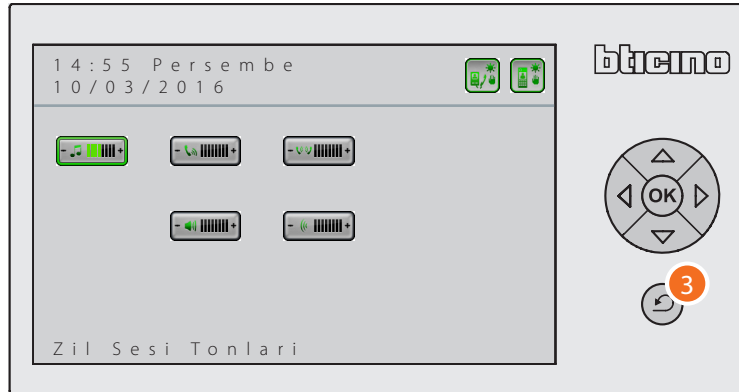 14:55 Persembe
10/03/2016
bticino
- +
- +
- +
- +
- +
OK
3
Zil Sesi Tonlari